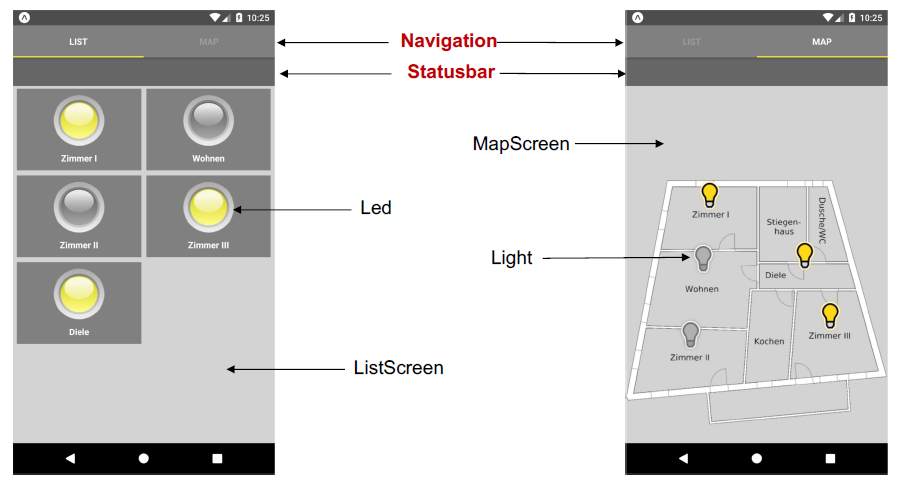 10:25
10:25
LIST
MAP
Navigation
LIST
MAP
Statusbar
Zimmer I
Wohnen
MapScreen
Zimmer II
Zimmer III
Led
Zimmer I
Stiegen-
haus
Dusche/WC
Light
Diele
Wohnen
Diele
Zimmer II
Kochen
Zimmer III
ListScreen